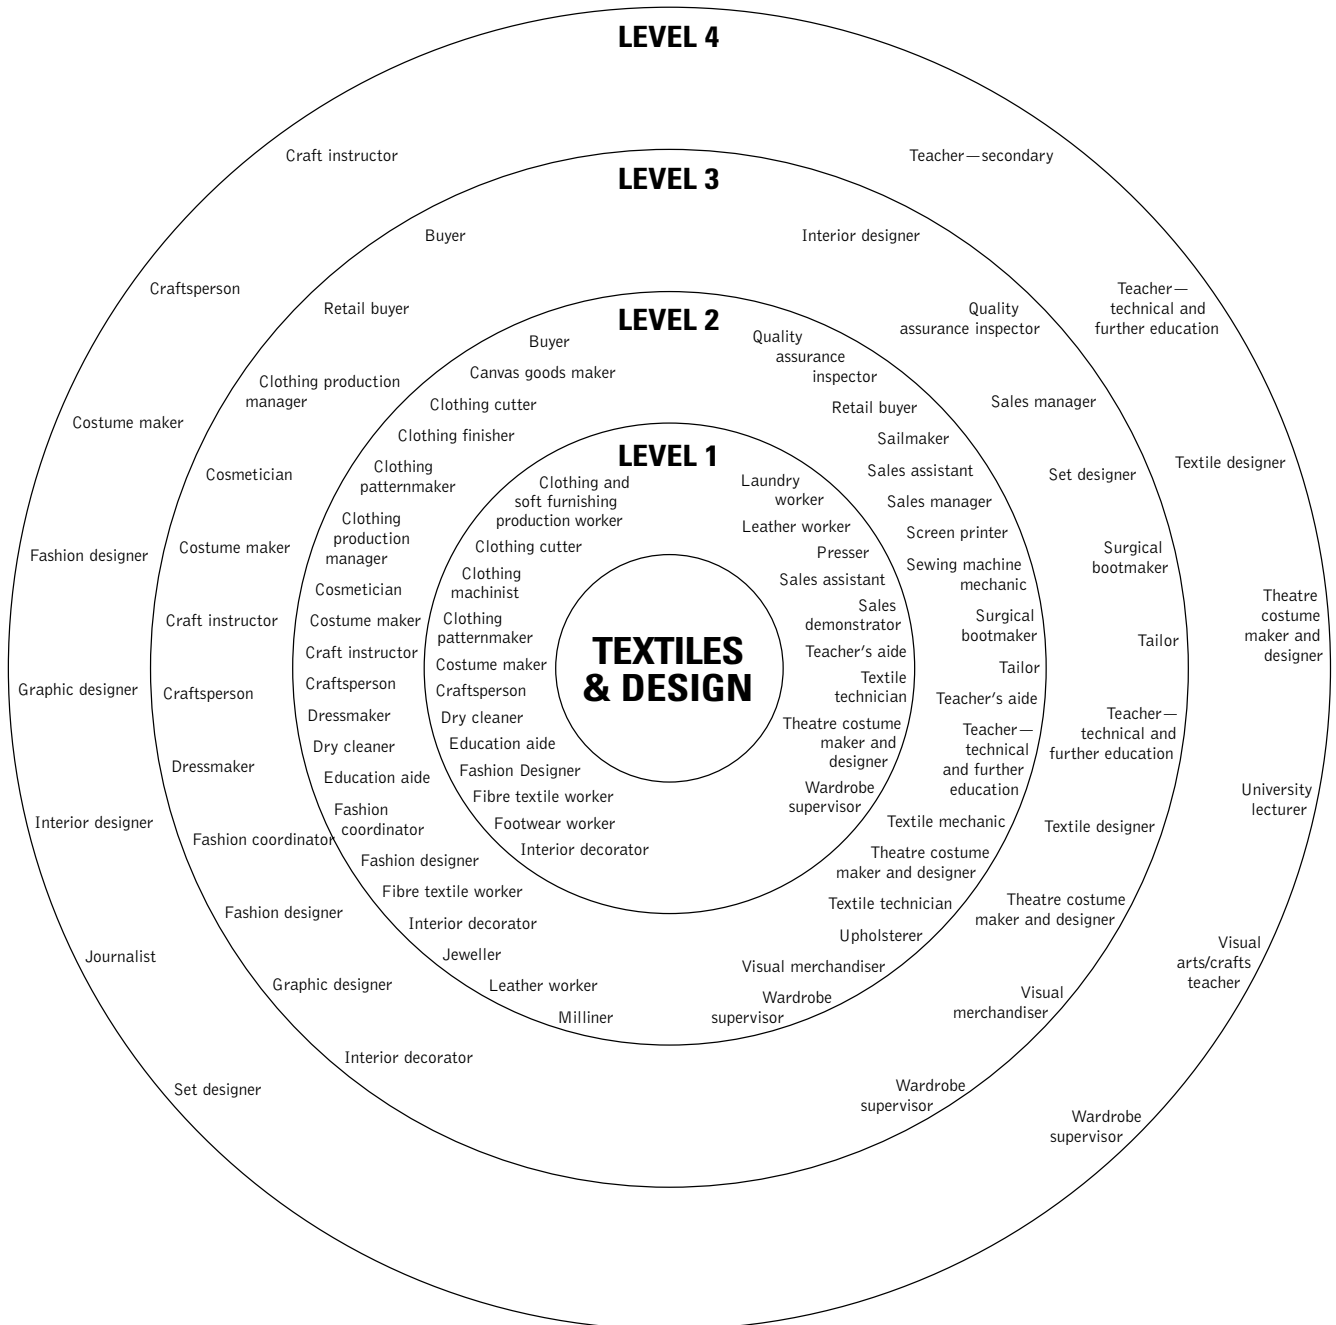 LEVEL 4
Craft instructor
Craftsperson
Costume maker
Fashion designer
Graphic designer
Interior designer
Journalist
Set designer
Teacher—secondary
Teacher—
technical and
further education
Textile designer
Theatre
costume
maker and
designer
University
lecturer
Visual
arts/crafts
teacher
Wardrobe
supervisor
LEVEL 3
Buyer
Retail buyer
Clothing production
manager
Cosmetician
Costume maker
Craft instructor
Craftsperson
Dressmaker
Fashion coordinator
Fashion designer
Graphic designer
Interior decorator
Interior designer
Quality
assurance inspector
Sales manager
Set designer
Surgical
bootmaker
Tailor
Teacher—
technical and
further education
Textile designer
Theatre costume
maker and designer
Visual
merchandiser
Wardrobe
supervisor
LEVEL 2
Buyer
Canvas goods maker
Clothing cutter
Clothing finisher
Clothing
patternmaker
Clothing
production
manager
Cosmetician
Costume maker
Craft instructor
Craftsperson
Dressmaker
Dry cleaner
Education aide
Fashion
coordinator
Fashion designer
Fibre textile worker
Interior decorator
Jeweller
Leather worker
Milliner
Quality
assurance
inspector
Retail buyer
Sailmaker
Sales assistant
Sales manager
Screen printer
Sewing machine
mechanic
Surgical
bootmaker
Tailor
Teacher's aide
Teacher—
technical
and further
education
Textile mechanic
Theatre costume
maker and designer
Textile technician
Upholsterer
Visual merchandiser
Wardrobe
supervisor
LEVEL 1
Clothing and
soft furnishing
production worker
Clothing cutter
Clothing
machinist
Clothing
patternmaker
Costume maker
Craftsperson
Dry cleaner
Education aide
Fashion Designer
Fibre textile worker
Footwear worker
Interior decorator
Laundry
worker
Leather worker
Presser
Sales assistant
Sales
demonstrator
Teacher's aide
Textile
technician
Theatre costume
maker and
designer
Wardrobe
supervisor
TEXTILES
& DESIGN